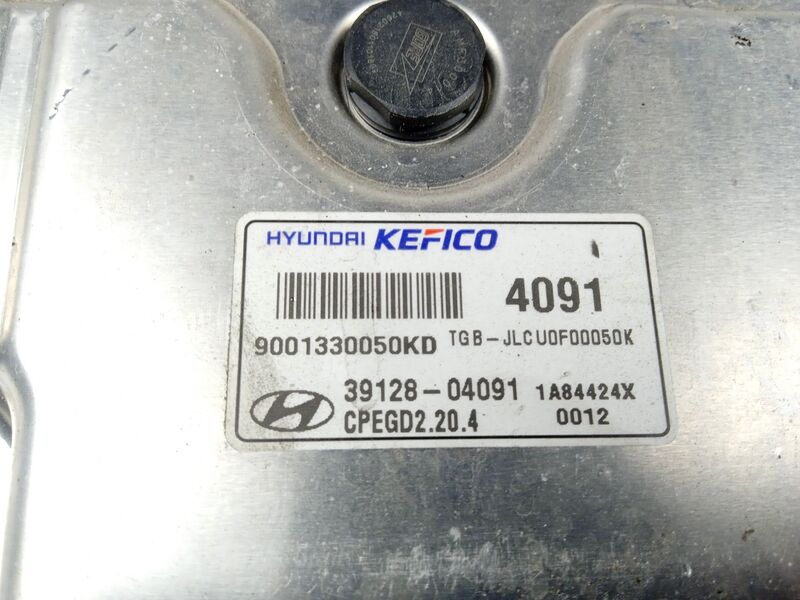 HYUNDAI KEFICO
4091
9001330050KD TGB-JLCU0F00050K
39128-04091 1A84424X
CPEGD2.20.4 0012